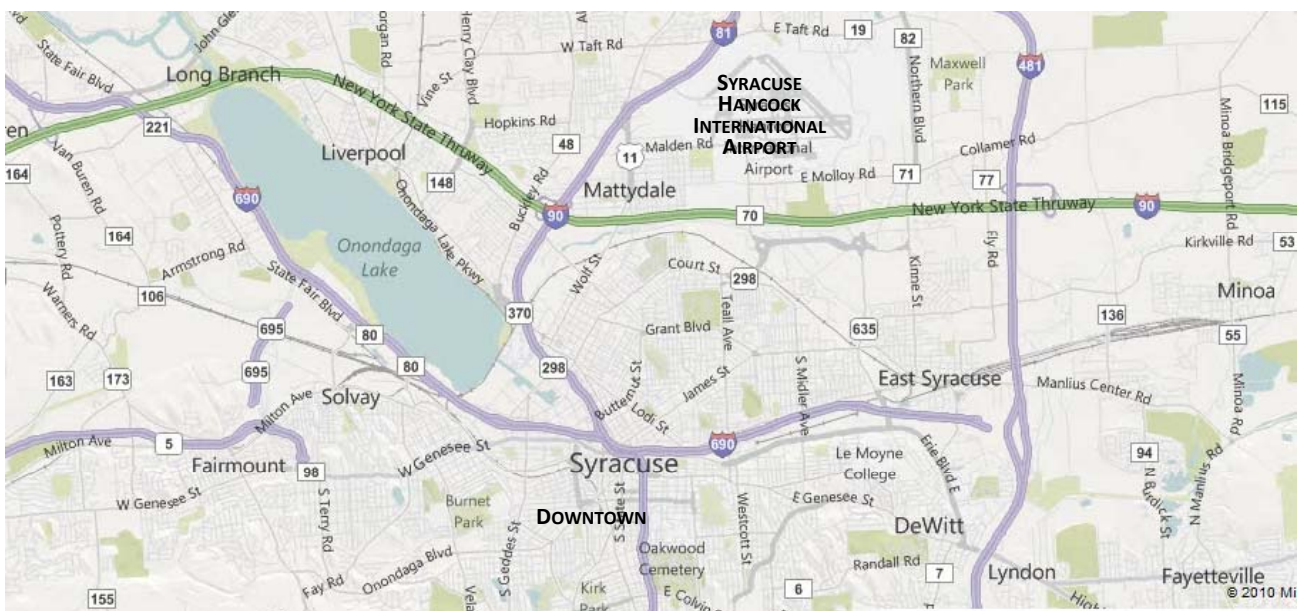 81
E Taft Rd
19
82
W Taft Rd
John Gle
organ Rd
Henry Clay Blvd
State Fair Blvd
Long Branch
New York State Thruway
Vine St
Hopkins Rd
48
11
Malden Rd
SYRACUSE
HANCOCK
INTERNATIONAL
AIRPORT
Airport
Northern Blvd
Maxwell
Park
481
115
Minoa Bridgeport Rd
Collamer Rd
ren
221
164
Van Buren Rd
Liverpool
148
Buckley Rd
Mattydale
E Molloy Rd
71
77
690
Onondaga Lake Pkwy
90
70
New York State Thruway
90
164
Pottery Rd
Armstrong Rd
Onondaga
Lake
Wolf St
Court St
298
Kinne St
Fly Rd
Kirkville Rd
53
106
Warners Rd
State Fair Blvd
695
80
370
Grant Blvd
Teall Ave
635
136
Minoa
55
163
173
695
80
298
Solvay
Butternut St
Lodi St
James St
S Midler Ave
East Syracuse
Manlius Center Rd
Minoa Rd
Milton Ave
5
Milton Ave
Fairmount
98
W Genesee St
Syracuse
690
Le Moyne
College
Erie Blvd E
94
N Burdick St
N Manlius Rd
W Genesee St
S Terry Rd
Burnet
Park
S Geddes St
DOWNTOWN
S State St
Westcott St
E Genesee St
DeWitt
Oakwood
Cemetery
Randall Rd
7
Lyndon
Fayetteville
155
Fay Rd
Onondaga Blvd
Vela
Kirk
Park
E Colvin
6
High
© 2010 Mi